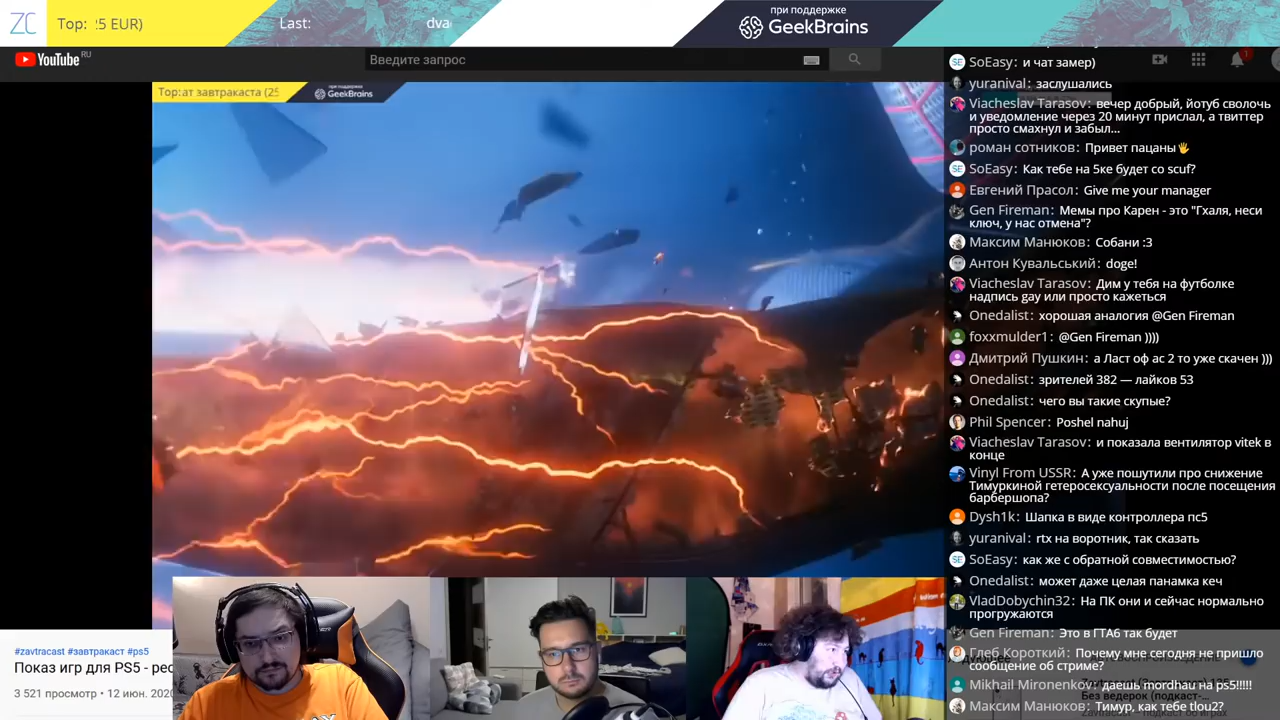 ZC
Top: :5 EUR)
Last:
dva
при поддержке
GeekBrains
YouTube RU
Введите запрос
1
Top: ат завтракаста (25
при поддержке
GeekBrains
SoEasy: и чат замер)
yuranival: заслушались
Viacheslav Tarasov: вечер добрый, йотуб сволочь
и уведомление через 20 минут прислал, а твиттер
просто смахнул и забыл...
роман сотников: Привет пацаны🖐
SoEasy: Как тебе на 5ке будет со scuf?
Евгений Прасол: Give me your manager
Gen Fireman: Мемы про Карен - это "Гхаля, неси
ключ, у нас отмена"?
Максим Манюков: Собани :3
Антон Кувальський: doge!
Viacheslav Tarasov: Дим у тебя на футболке
надпись gay или просто кажеться
Onedalist: хорошая аналогия @Gen Fireman
foxxmulder1: @Gen Fireman ))))
Дмитрий Пушкин: а Ласт оф ас 2 то уже скачен )))
Onedalist: зрителей 382 — лайков 53
Onedalist: чего вы такие скупые?
Phil Spencer: Poshel nahuj
Viacheslav Tarasov: и показала вентилятор vitek в
конце
Vinyl From USSR: А уже пошутили про снижение
Тимуркиной гетеросексуальности после посещения
барбершопа?
Dysh1k: Шапка в виде контроллера пс5
yuranival: rtx на воротник, так сказать
SoEasy: как же с обратной совместимостью?
Onedalist: может даже целая панамка кеч
VladDobychin32: На ПК они и сейчас нормально
прогружаются
Gen Fireman: Это в ГТА6 так будет
Глеб Короткий: Почему мне сегодня не пришло
сообщение об стриме?
Mikhail Mironenkov: даешь mordhau на ps5!!!!!
Без ведерок (подкаст-
Максим Манюков: Тимур, как тебе tlou2?
#zavtracast #завтракаст #ps5
Показ игр для PS5 - рес
3 521 просмотр • 12 июн. 2020